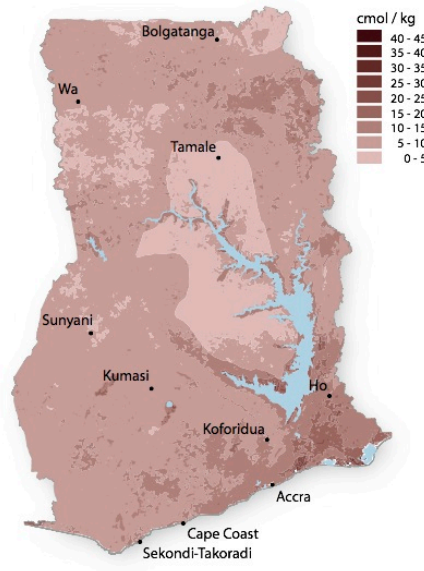 cmol / kg
40 - 45
35 - 40
30 - 35
25 - 30
20 - 25
15 - 20
10 - 15
5 - 10
0 - 5
Bolgatanga
Wa
Tamale
Sunyani
Kumasi
Ho
Koforidua
Accra
Cape Coast
Sekondi-Takoradi